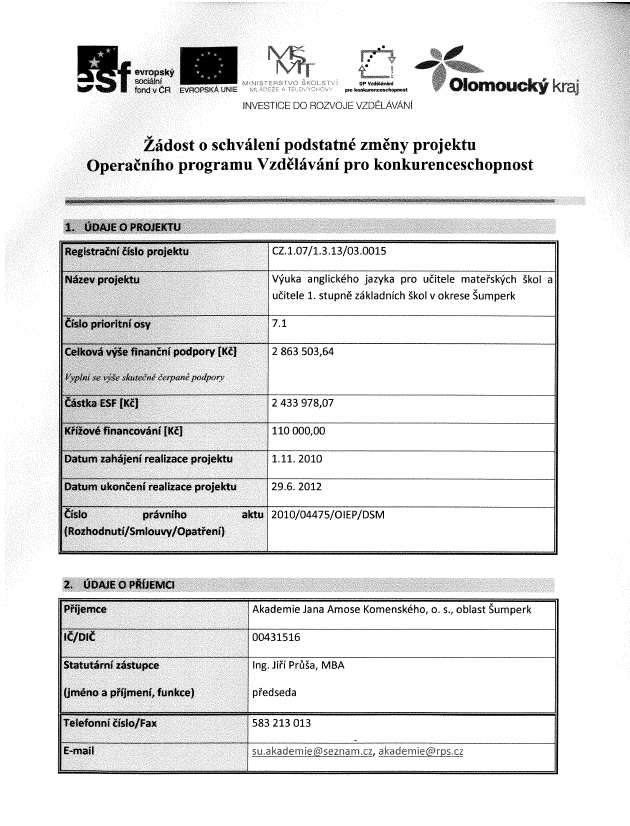 esf evropský
sociální
fond v ČR
EVROPSKÁ UNIE
MŠMT
MINISTERSTVO ŠKOLSTVÍ,
MLÁDEŽE A TĚLOVÝCHOVY
OP Vzdělávání
pro konkurenceschopnost
Olomoucký kraj
INVESTICE DO ROZVOJE VZDĚLÁVÁNÍ
Žádost o schválení podstatné změny projektu
Operačního programu Vzdělávání pro konkurenceschopnost
1. ÚDAJE O PROJEKTU
Registrační číslo projektu CZ.1.07/1.3.13/03.0015
Název projektu Výuka anglického jazyka pro učitele mateřských škol a
učitele 1. stupně základních škol v okrese Šumperk
Číslo prioritní osy 7.1
Celková výše finanční podpory [Kč] 2 863 503,64
Vyplní se výše skutečně čerpané podpory
Částka ESF [Kč] 2 433 978,07
Křížové financování [Kč] 110 000,00
Datum zahájení realizace projektu 1.11. 2010
Datum ukončení realizace projektu 29.6. 2012
Číslo právního aktu 2010/04475/OIEP/DSM
(Rozhodnutí/Smlouvy/Opatření)
2. ÚDAJE O PŘÍJEMCI
Příjemce Akademie Jana Amose Komenského, o. s., oblast Šumperk
IČ/DIČ 00431516
Statutární zástupce Ing. Jiří Průša, MBA
(jméno a příjmení, funkce) předseda
Telefonní číslo/Fax 583 213 013
E-mail su.akademie@seznam.cz, akademie@rps.cz